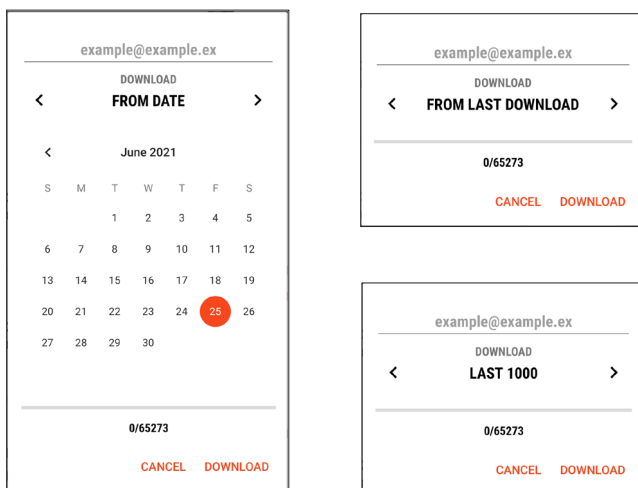 example@example.ex
DOWNLOAD
< FROM DATE >
< June 2021
S M T W T F S
1 2 3 4 5
6 7 8 9 10 11 12
13 14 15 16 17 18 19
20 21 22 23 24 25 26
27 28 29 30
0/65273
CANCEL DOWNLOAD
example@example.ex
DOWNLOAD
< FROM LAST DOWNLOAD >
0/65273
CANCEL DOWNLOAD
example@example.ex
DOWNLOAD
< LAST 1000 >
0/65273
CANCEL DOWNLOAD